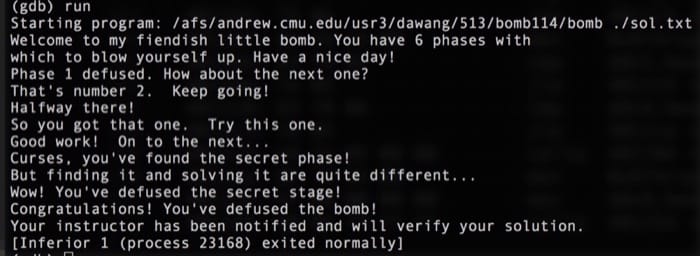 (gdb) run
Starting program: /afs/andrew.cmu.edu/usr3/dawang/513/bomb114/bomb ./sol.txt
Welcome to my fiendish little bomb. You have 6 phases with
which to blow yourself up. Have a nice day!
Phase 1 defused. How about the next one?
That's number 2.  Keep going!
Halfway there!
So you got that one.  Try this one.
Good work!  On to the next...
Curses, you've found the secret phase!
But finding it and solving it are quite different...
Wow! You've defused the secret stage!
Congratulations! You've defused the bomb!
Your instructor has been notified and will verify your solution.
[Inferior 1 (process 23168) exited normally]